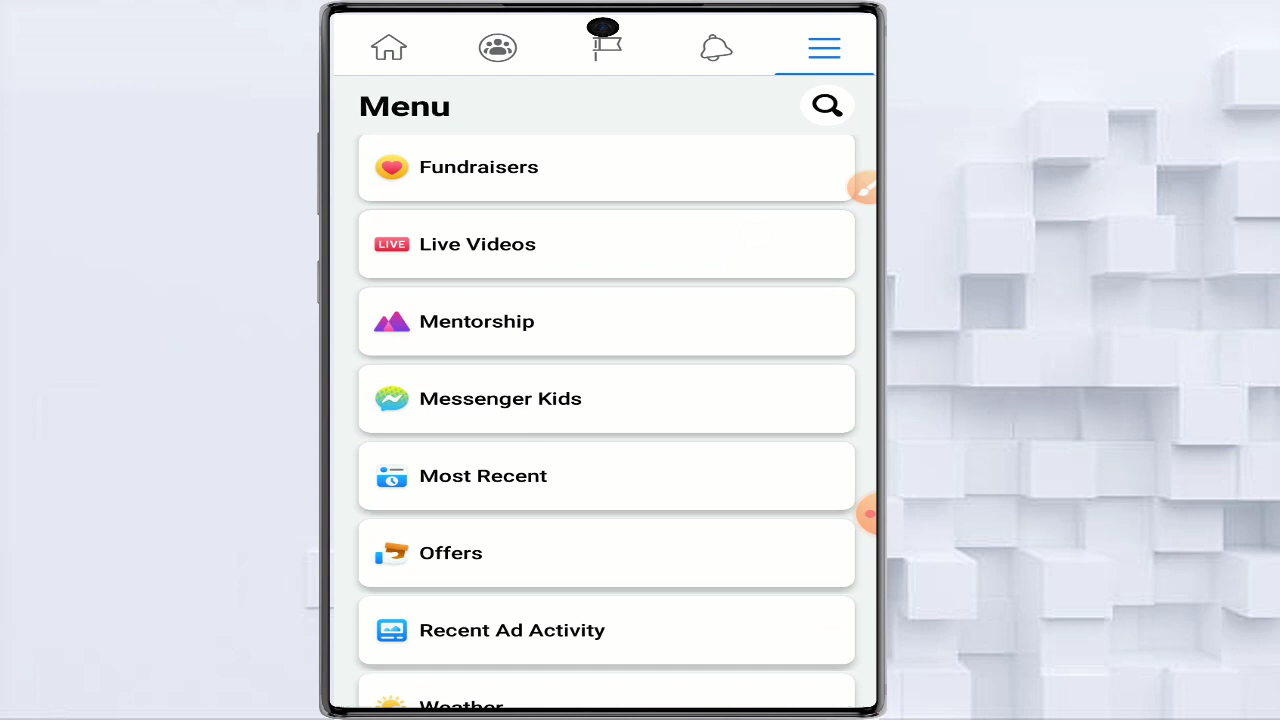 Menu
Fundraisers
LIVE Live Videos
Mentorship
Messenger Kids
Most Recent
Offers
Recent Ad Activity
Weather